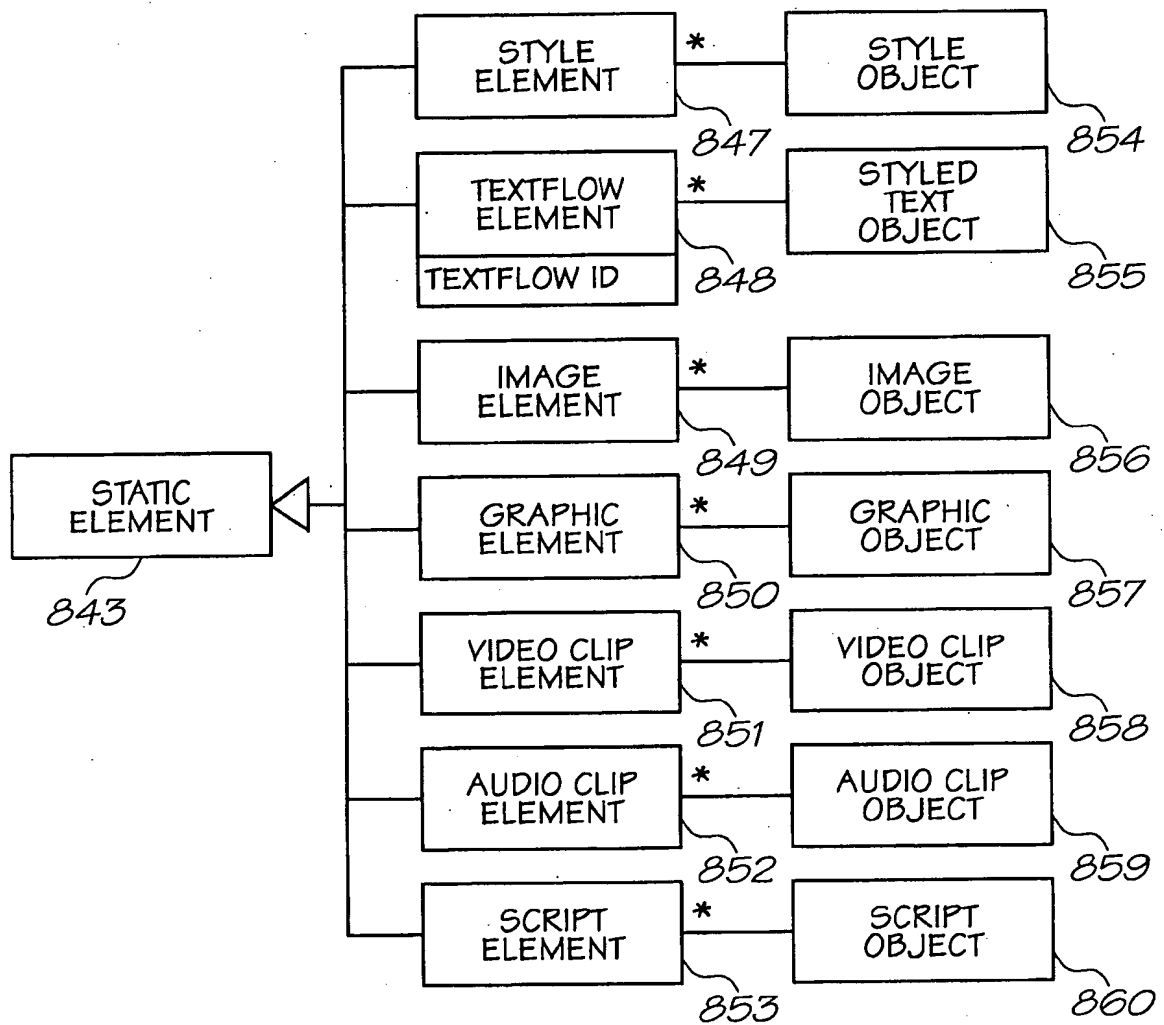 STYLE
ELEMENT
*
STYLE
OBJECT
847
854
TEXTFLOW
ELEMENT
*
STYLED
TEXT
OBJECT
TEXTFLOW ID
848
855
IMAGE
ELEMENT
*
IMAGE
OBJECT
849
856
STATIC
ELEMENT
843
GRAPHIC
ELEMENT
*
GRAPHIC
OBJECT
850
857
VIDEO CLIP
ELEMENT
*
VIDEO CLIP
OBJECT
851
858
AUDIO CLIP
ELEMENT
*
AUDIO CLIP
OBJECT
852
859
SCRIPT
ELEMENT
*
SCRIPT
OBJECT
853
860